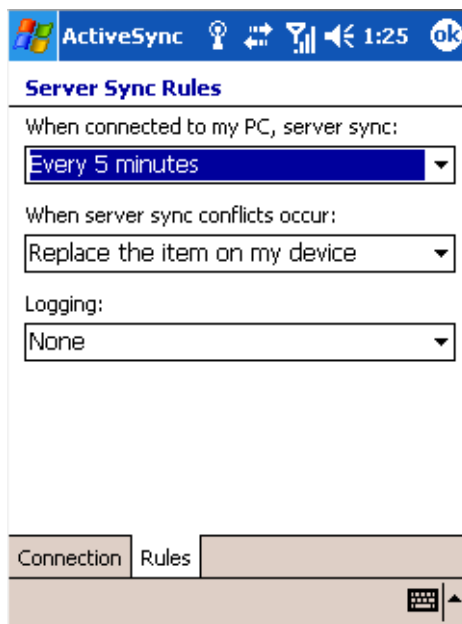 ActiveSync 1:25 ok
Server Sync Rules
When connected to my PC, server sync:
Every 5 minutes
When server sync conflicts occur:
Replace the item on my device
Logging:
None
Connection Rules